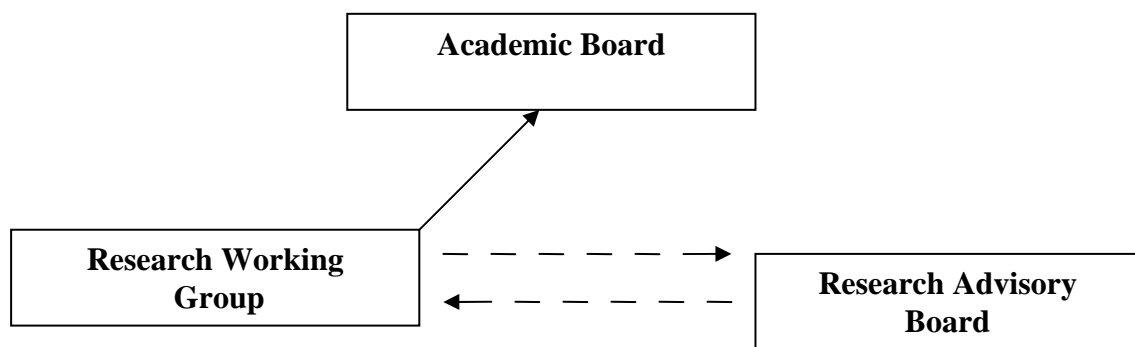 Academic Board
Research Working
Group
Research Advisory
Board